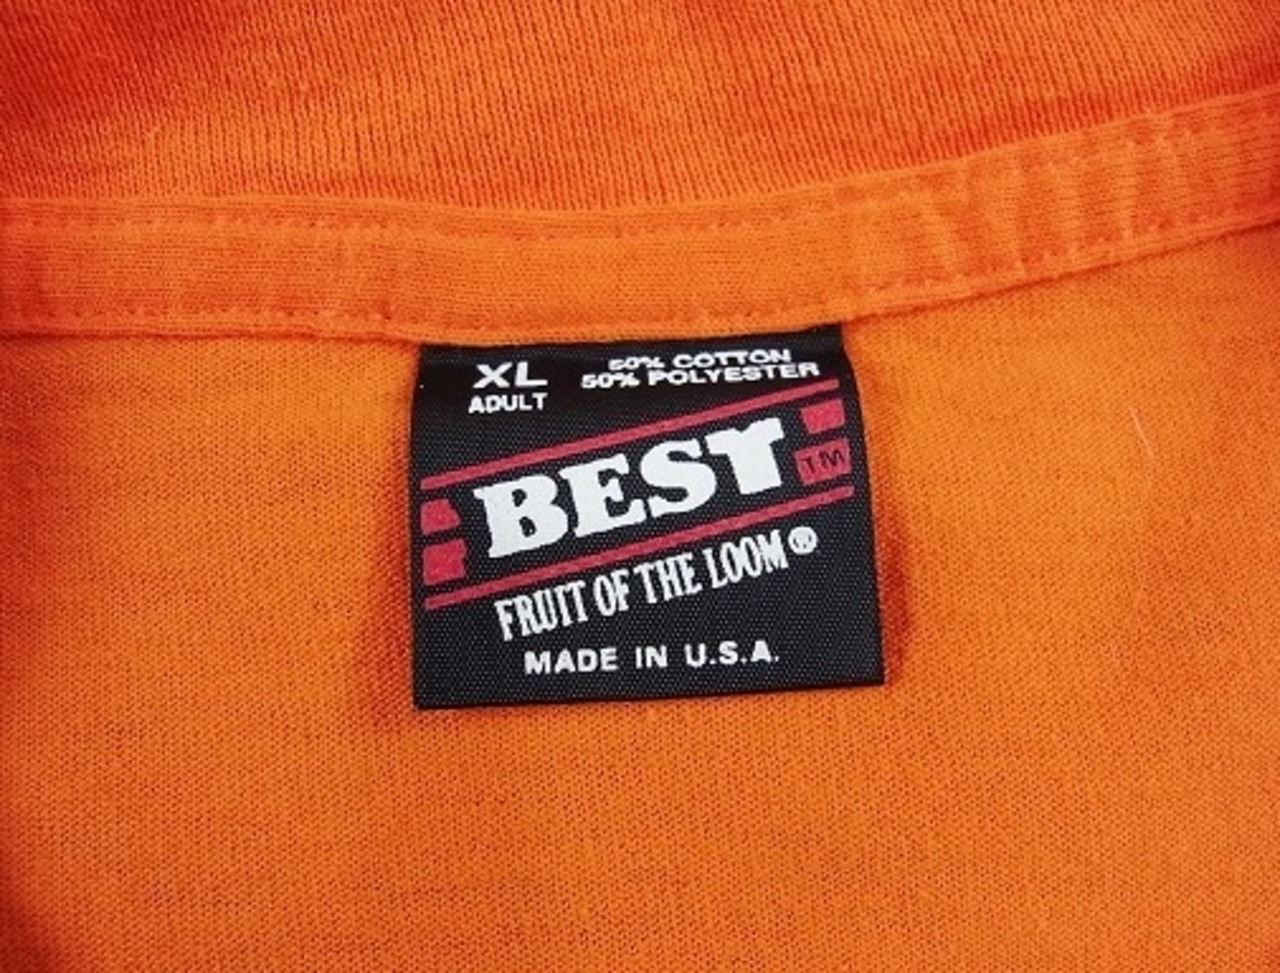 XL
ADULT
50% COTTON
50% POLYESTER
BEST
TM
FRUIT OF THE LOOM®
MADE IN U.S.A.